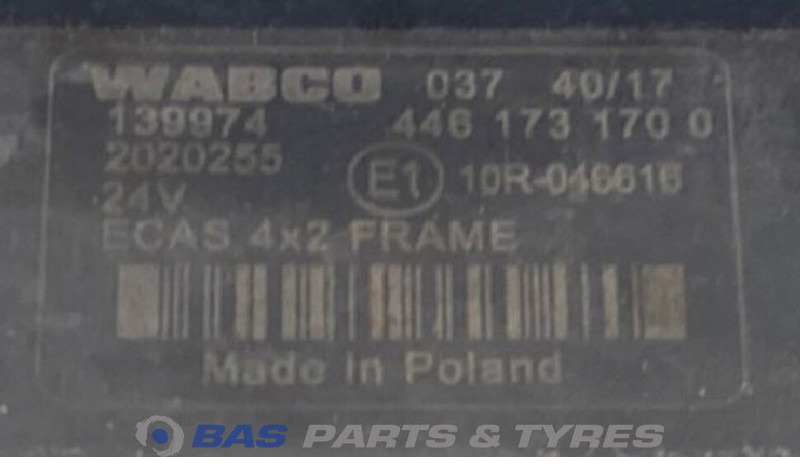 WABCO 037 40/17
139974 446 173 170 0
2020255
E1 10R-046616
24V
ECAS 4x2 FRAME
Made In Poland
BAS PARTS & TYRES